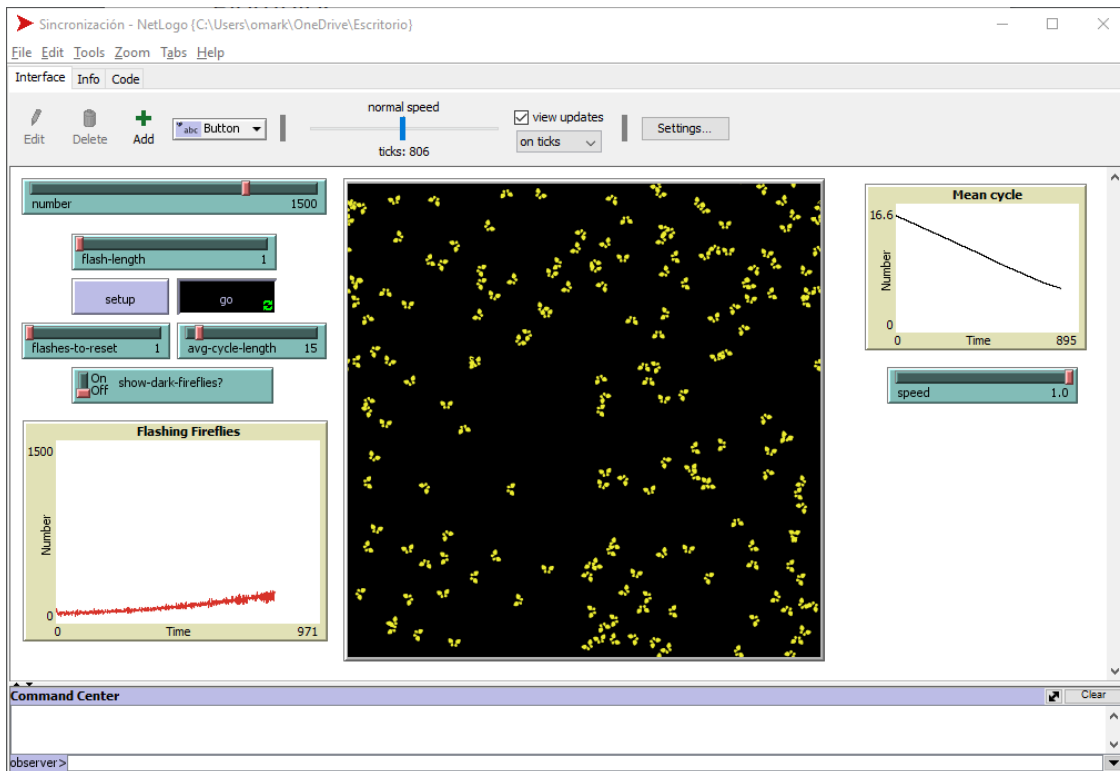 Sincronización - NetLogo {C:\Users\omark\OneDrive\Escritorio}
File Edit Tools Zoom Tabs Help
Interface Info Code
Edit Delete Add abc Button
normal speed
ticks: 806
view updates
on ticks
Settings...
number 1500
flash-length 1
setup go
flashes-to-reset 1 avg-cycle-length 15
On
Off
show-dark-fireflies?
Flashing Fireflies
1500
Number
0
0 Time 971
Mean cycle
16.6
Number
0
0 Time 895
speed 1.0
Command Center Clear
observer>